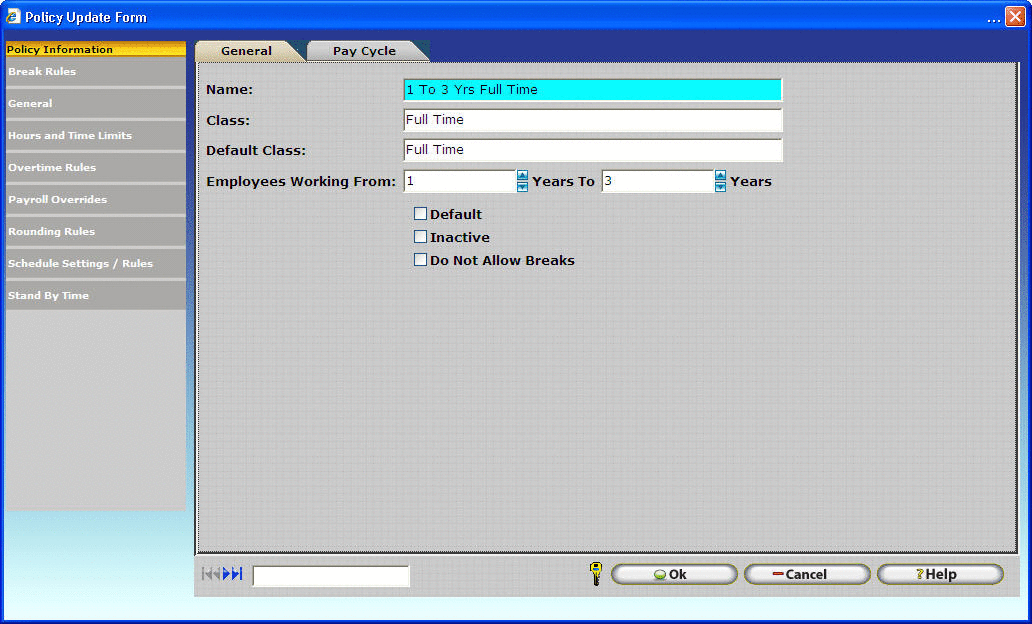 Policy Update Form ...
Policy Information
Break Rules
General
Hours and Time Limits
Overtime Rules
Payroll Overrides
Rounding Rules
Schedule Settings / Rules
Stand By Time
General Pay Cycle
Name: 1 To 3 Yrs Full Time
Class: Full Time
Default Class: Full Time
Employees Working From: 1 Years To 3 Years
Default
Inactive
Do Not Allow Breaks
Ok Cancel ? Help